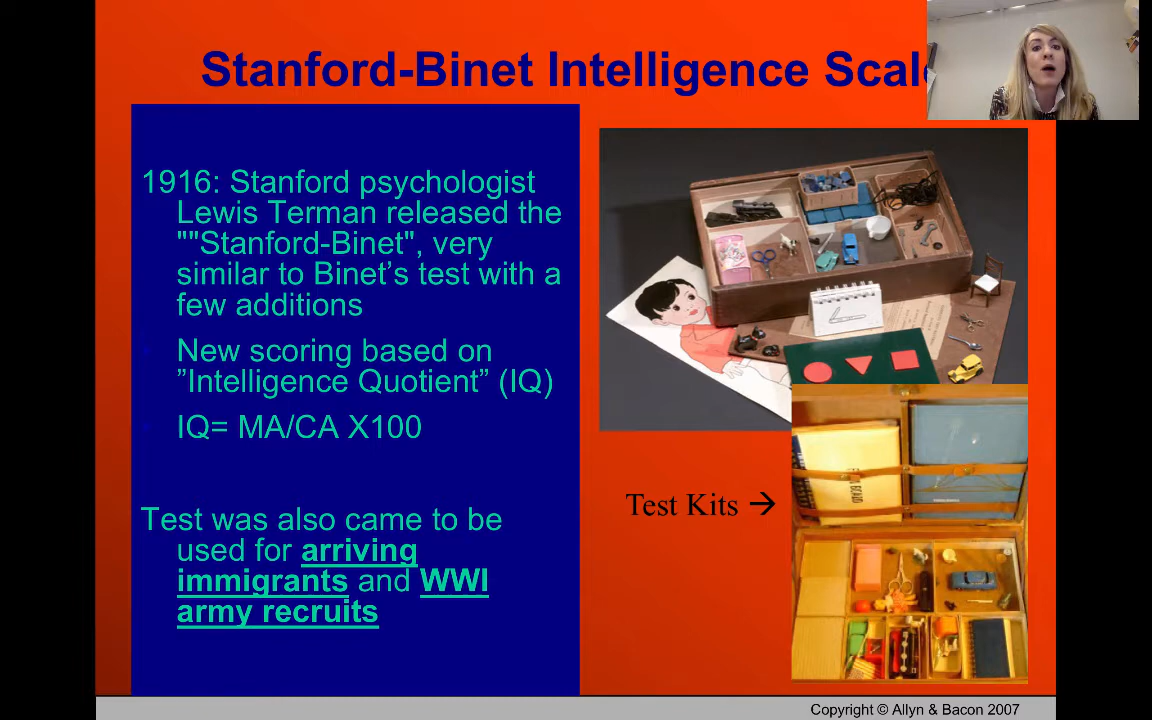 Stanford-Binet Intelligence Scale
1916: Stanford psychologist
Lewis Terman released the
""Stanford-Binet", very
similar to Binet’s test with a
few additions
New scoring based on
”Intelligence Quotient” (IQ)
IQ= MA/CA X100
Test was also came to be
used for arriving
immigrants and WWI
army recruits
Test Kits →
Copyright © Allyn & Bacon 2007